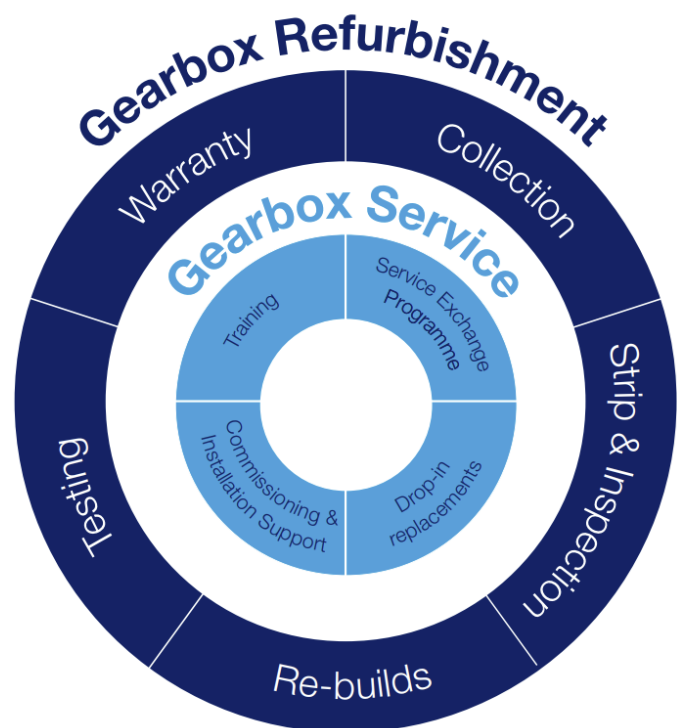 Gearbox Refurbishment
Collection
Strip & Inspection
Re-builds
Testing
Warranty
Gearbox Service
Service Exchange
Programme
Drop-in
replacements
Commissioning &
Installation Support
Training